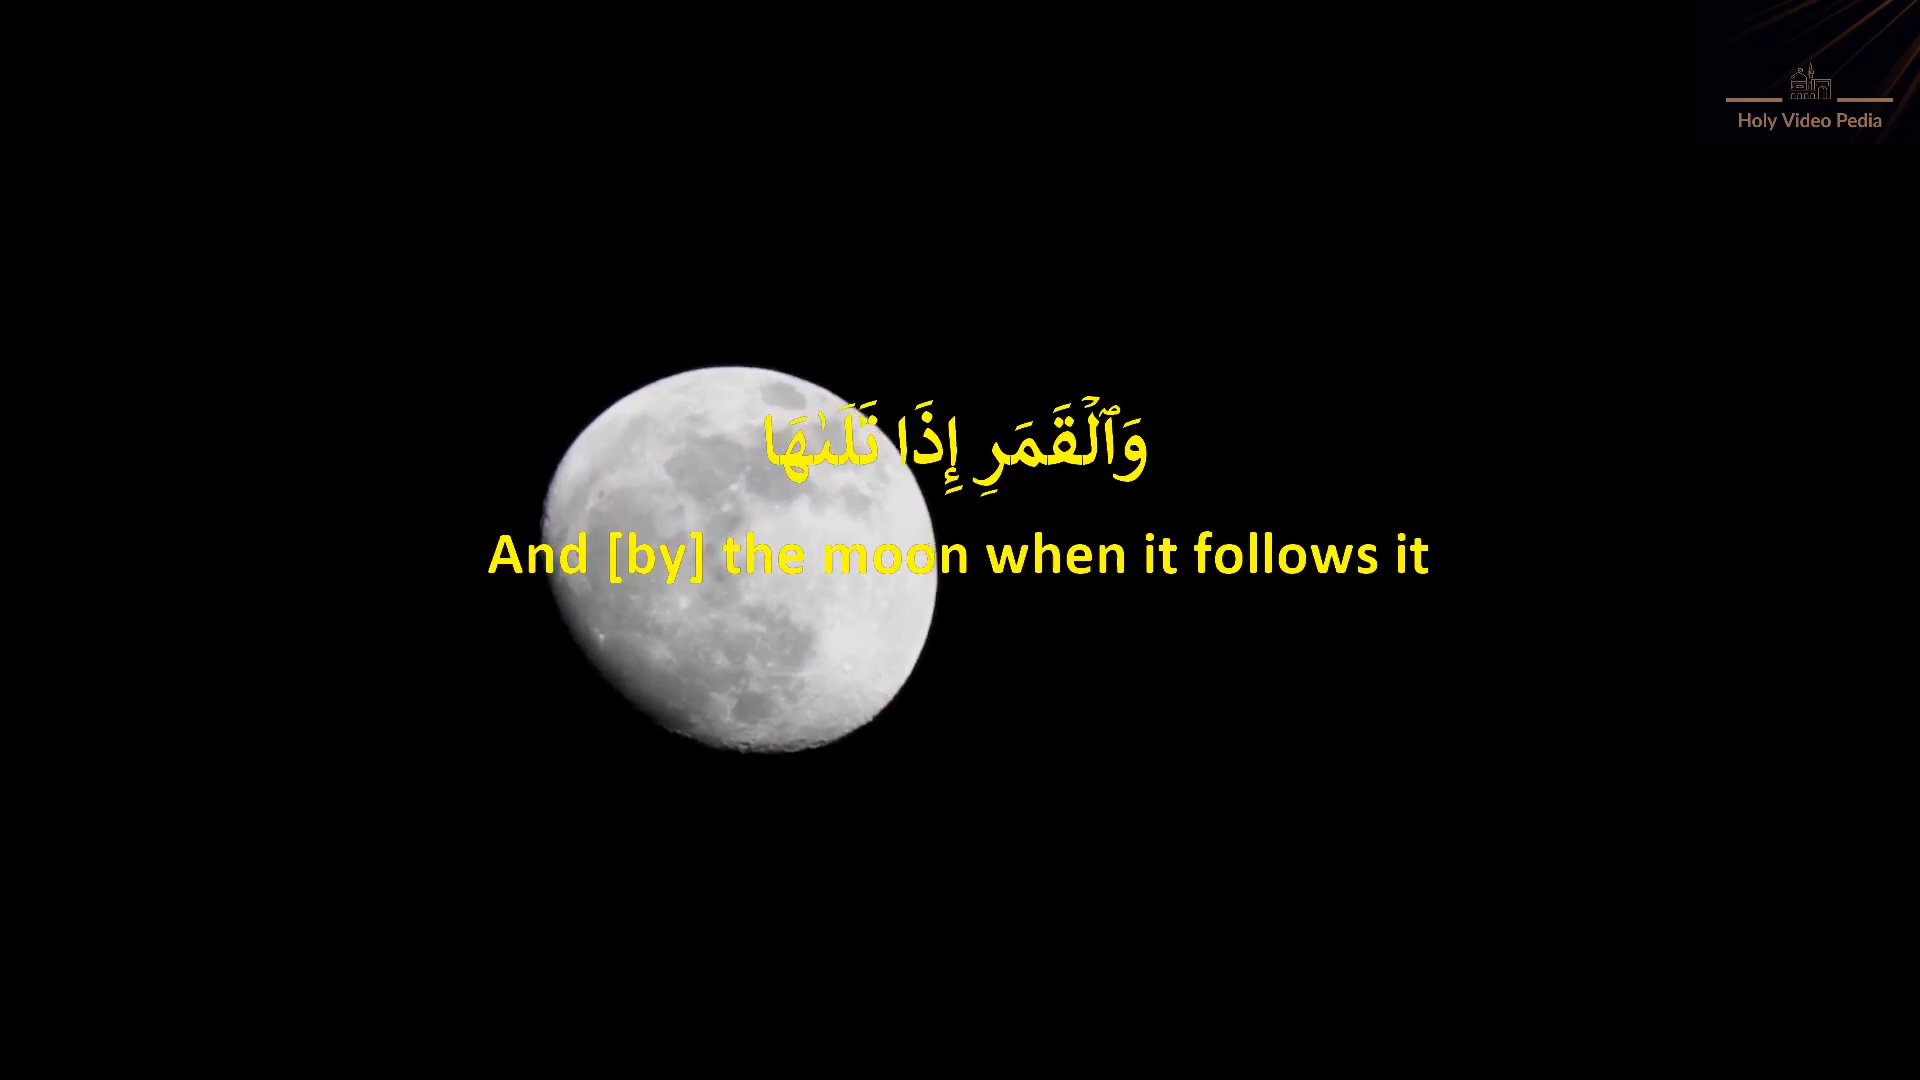 Holy Video Pedia
وَٱلْقَمَرِ إِذَا تَلَىٰهَا
And [by] the moon when it follows it